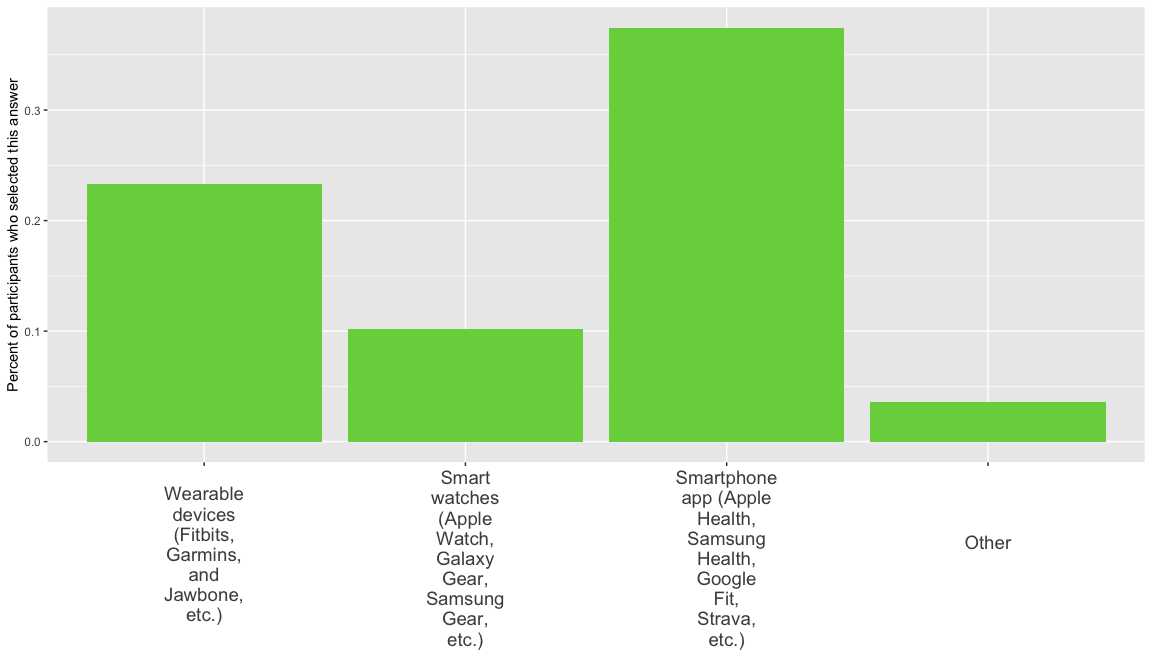 Percent of participants who selected this answer
0.3
0.2
0.1
0.0
Wearable
devices
(Fitbits,
Garmins,
and
Jawbone,
etc.)
Smart
watches
(Apple
Watch,
Galaxy
Gear,
Samsung
Gear,
etc.)
Smartphone
app (Apple
Health,
Samsung
Health,
Google
Fit,
Strava,
etc.)
Other